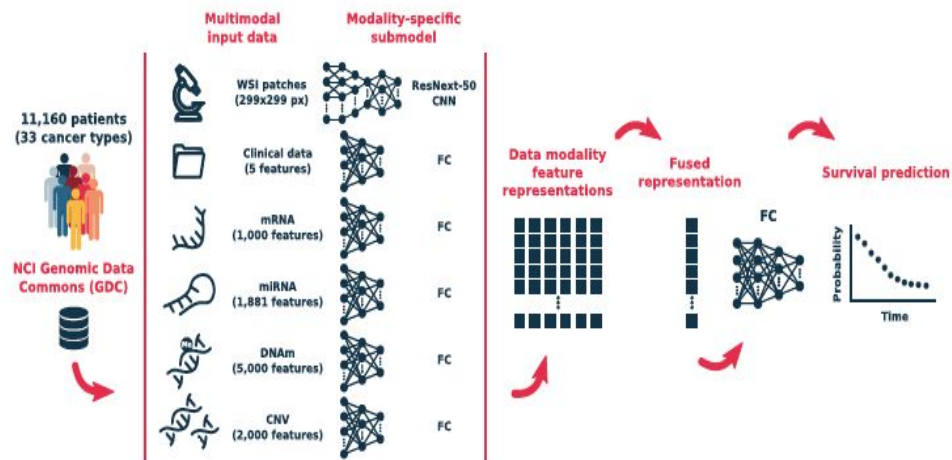 Multimodal
input data
Modality-specific
submodel
11,160 patients
(33 cancer types)
NCI Genomic Data
Commons (GDC)
WSI patches
(299x299 px)
ResNext-50
CNN
Clinical data
(5 features)
FC
mRNA
(1,000 features)
FC
miRNA
(1,881 features)
FC
DNAm
(5,000 features)
FC
CNV
(2,000 features)
FC
Data modality
feature
representations
Fused
representation
FC
Survival prediction
Probability
Time